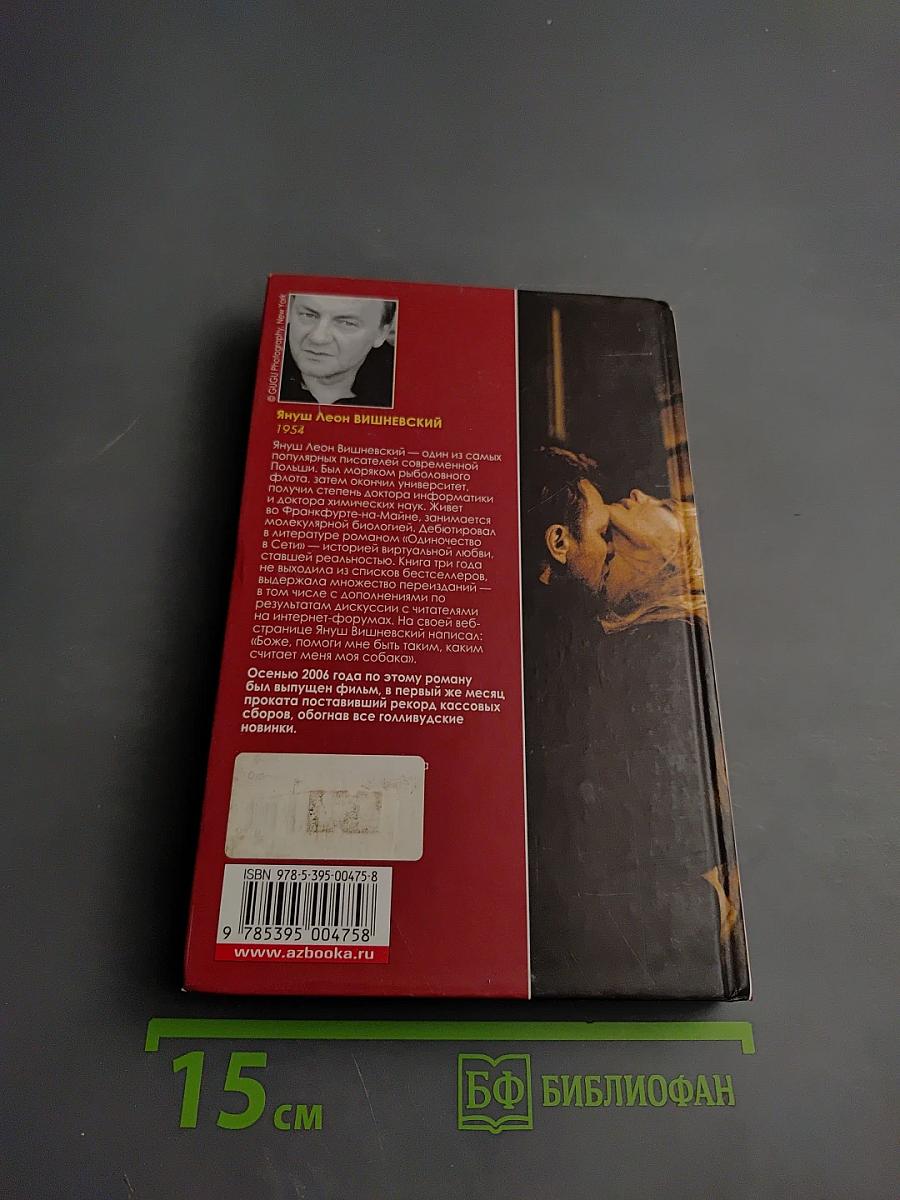 © GUGU Photography, New York
Януш Леон ВИШНЕВСКИЙ
1954
Януш Леон Вишневский — один из самых
популярных писателей современной
Польши. Был моряком рыболовного
флота, затем окончил университет,
получил степень доктора информатики
и доктора химических наук. Живет
во Франкфурте-на-Майне, занимается
молекулярной биологией. Дебютировал
в литературе романом «Одиночество
в Сети» — историей виртуальной любви,
ставшей реальностью. Книга три года
не выходила из списков бестселлеров,
выдержала множество переизданий —
в том числе с дополнениями по
результатам дискуссии с читателями
на интернет-форумах. На своей веб-
странице Януш Вишневский написал:
«Боже, помоги мне быть таким, каким
считает меня моя собака».
Осенью 2006 года по этому роману
был выпущен фильм, в первый же месяц
проката поставивший рекорд кассовых
сборов, обогнав все голливудские
новинки.
ISBN 978-5-395-00475-8
9 785395 004758
www.azbooka.ru
15 см
БФ БИБЛИОФАН